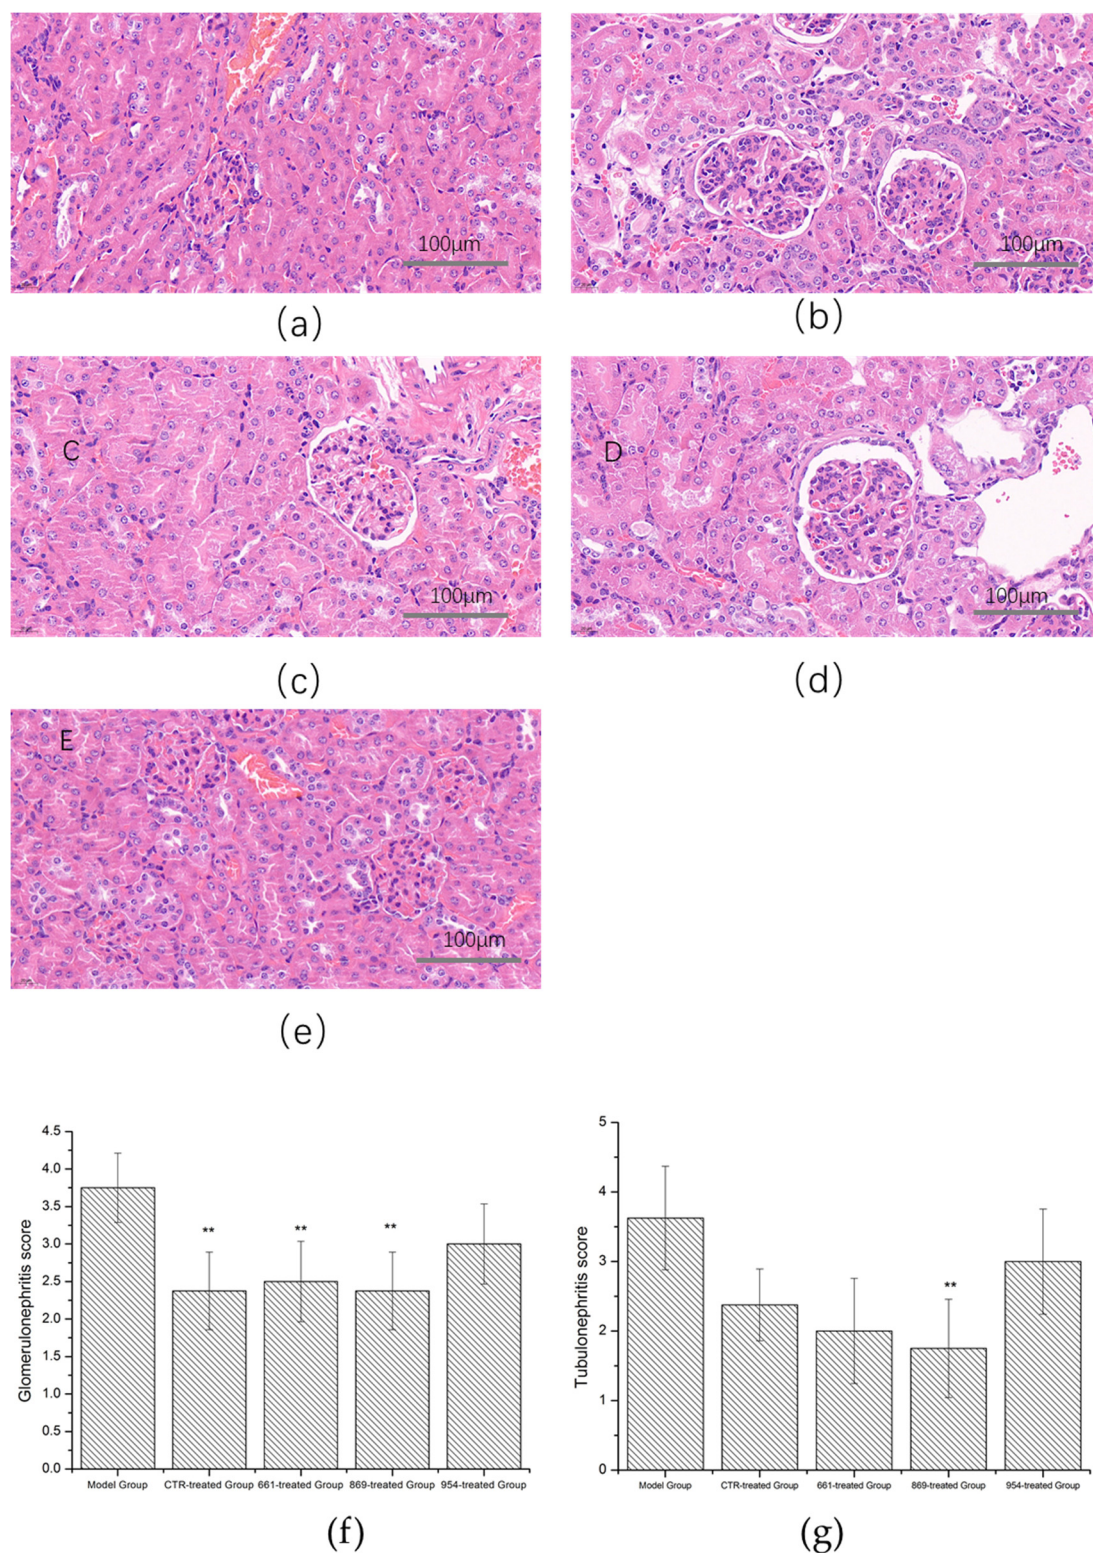 100μm
100μm
(a)
(b)
C
100μm
D
100μm
(c)
(d)
E
100μm
(e)
4.5
4.0
3.5
3.0
2.5
2.0
1.5
1.0
0.5
0.0
Glomerulonephritis score
**
**
**
Model Group
CTR-treated Group
661-treated Group
869-treated Group
954-treated Group
(f)
5
4
3
2
1
0
Tubulonephritis score
**
Model Group
CTR-treated Group
661-treated Group
869-treated Group
954-treated Group
(g)